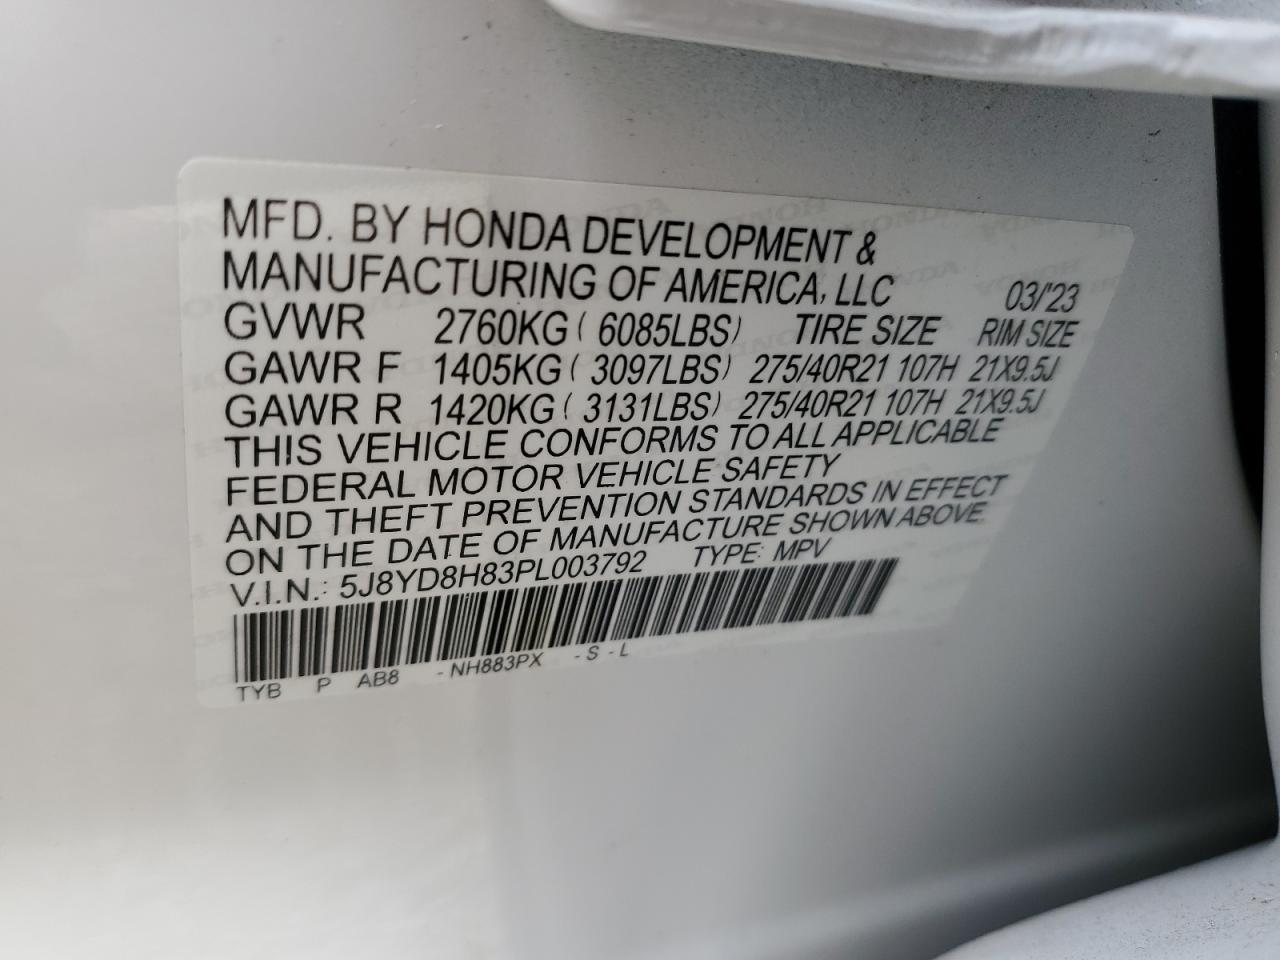 MFD. BY HONDA DEVELOPMENT &
MANUFACTURING OF AMERICA, LLC 03/'23
GVWR 2760KG ( 6085LBS) TIRE SIZE RIM SIZE
GAWR F 1405KG ( 3097LBS) 275/40R21 107H 21X9.5J
GAWR R 1420KG ( 3131LBS) 275/40R21 107H 21X9.5J
THIS VEHICLE CONFORMS TO ALL APPLICABLE
FEDERAL MOTOR VEHICLE SAFETY
AND THEFT PREVENTION STANDARDS IN EFFECT
ON THE DATE OF MANUFACTURE SHOWN ABOVE.
V.I.N.: 5J8YD8H83PL003792 TYPE: MPV
TYB P AB8 - NH883PX - S - L